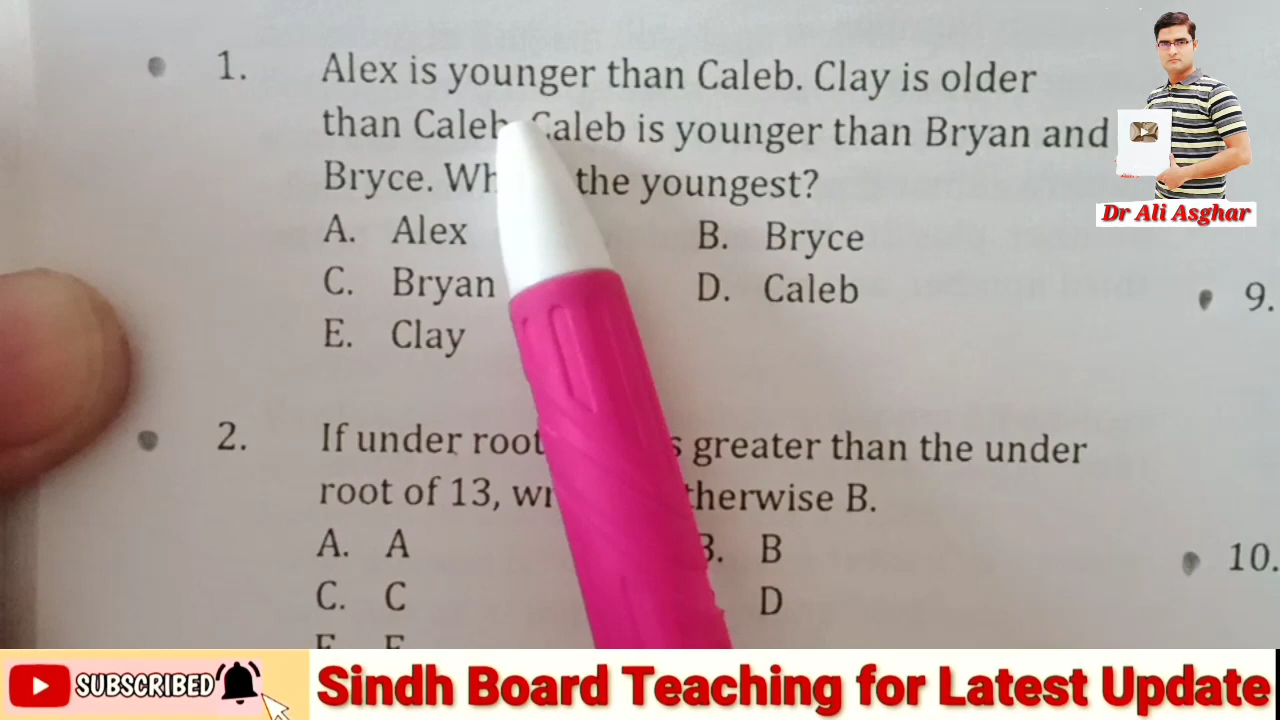 1. Alex is younger than Caleb. Clay is older
than Caleb. Caleb is younger than Bryan and
Bryce. the youngest?
A. Alex B. Bryce
C. Bryan D. Caleb
E. Clay
2. If under root greater than the under
root of 13, B.
A. A B. B
C. C D
E. E
9.
10.
Dr Ali Asghar
SUBSCRIBED Sindh Board Teaching for Latest Update